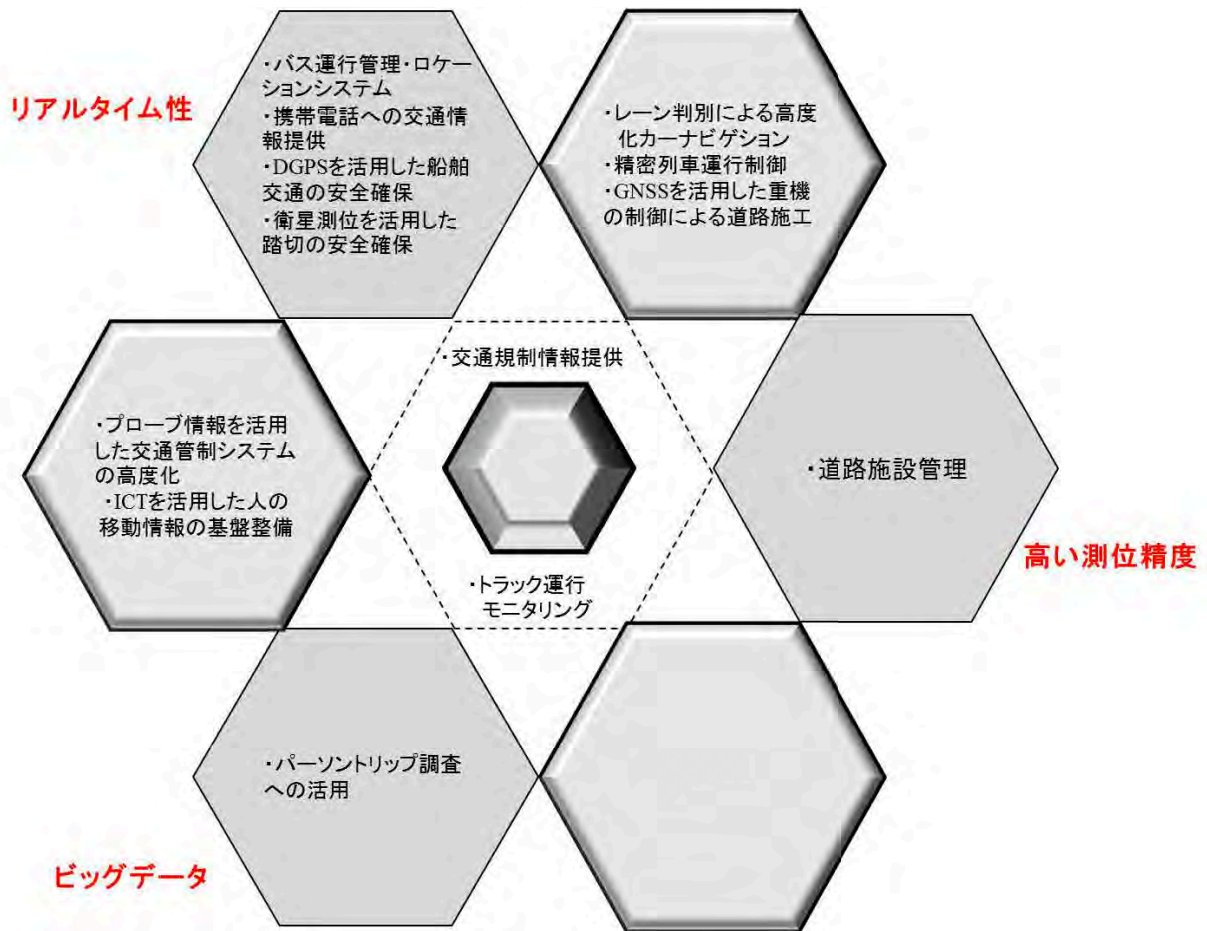 リアルタイム性
・バス運行管理・ロケー
ションシステム
・携帯電話への交通情
報提供
・DGPSを活用した船舶
交通の安全確保
・衛星測位を活用した
踏切の安全確保
・レーン判別による高度
化カーナビゲション
・精密列車運行制御
・GNSSを活用した重機
の制御による道路施工
・交通規制情報提供
・プローブ情報を活用
した交通管制システム
の高度化
・ICTを活用した人の
移動情報の基盤整備
・道路施設管理
高い測位精度
・トラック運行
モニタリング
・パーソントリップ調査
への活用
ビッグデータ